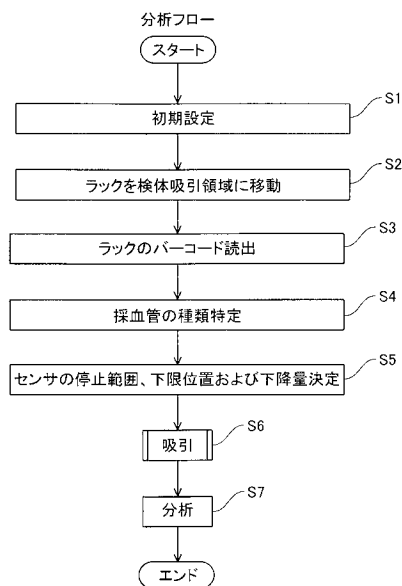 分析フロー
スタート
S1
初期設定
S2
ラックを検体吸引領域に移動
S3
ラックのバーコード読出
S4
採血管の種類特定
S5
センサの停止範囲、下限位置および下降量決定
S6
吸引
S7
分析
エンド